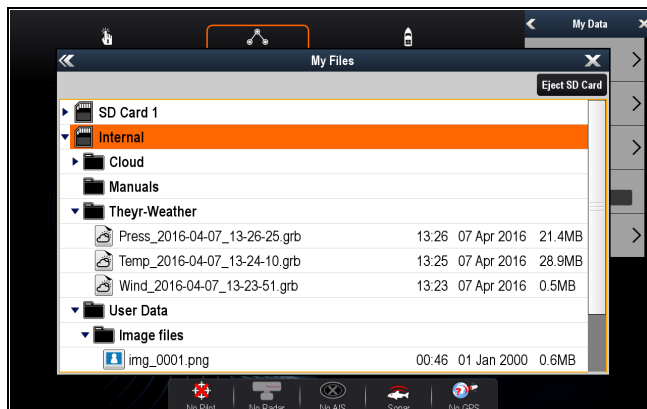 My Data
My Files
Eject SD Card
SD Card 1
Internal
Cloud
Manuals
Theyr-Weather
Press_2016-04-07_13-26-25.grb 13:26 07 Apr 2016 21.4MB
Temp_2016-04-07_13-24-10.grb 13:25 07 Apr 2016 28.9MB
Wind_2016-04-07_13-23-51.grb 13:23 07 Apr 2016 0.5MB
User Data
Image files
img_0001.png 00:46 01 Jan 2000 0.6MB
No Pilot No Radar No AIS Sonar No GPS